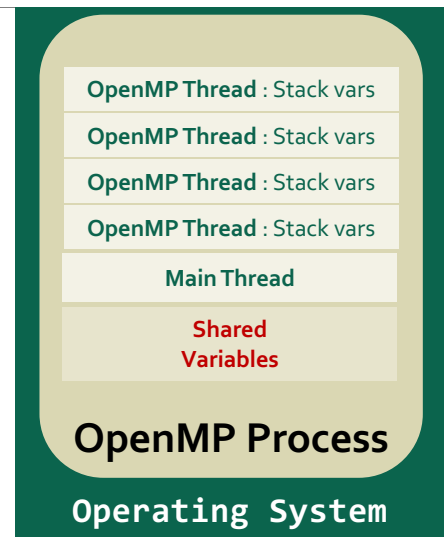 OpenMP Thread : Stack vars
OpenMP Thread : Stack vars
OpenMP Thread : Stack vars
OpenMP Thread : Stack vars
Main Thread
Shared
Variables
OpenMP Process
Operating System